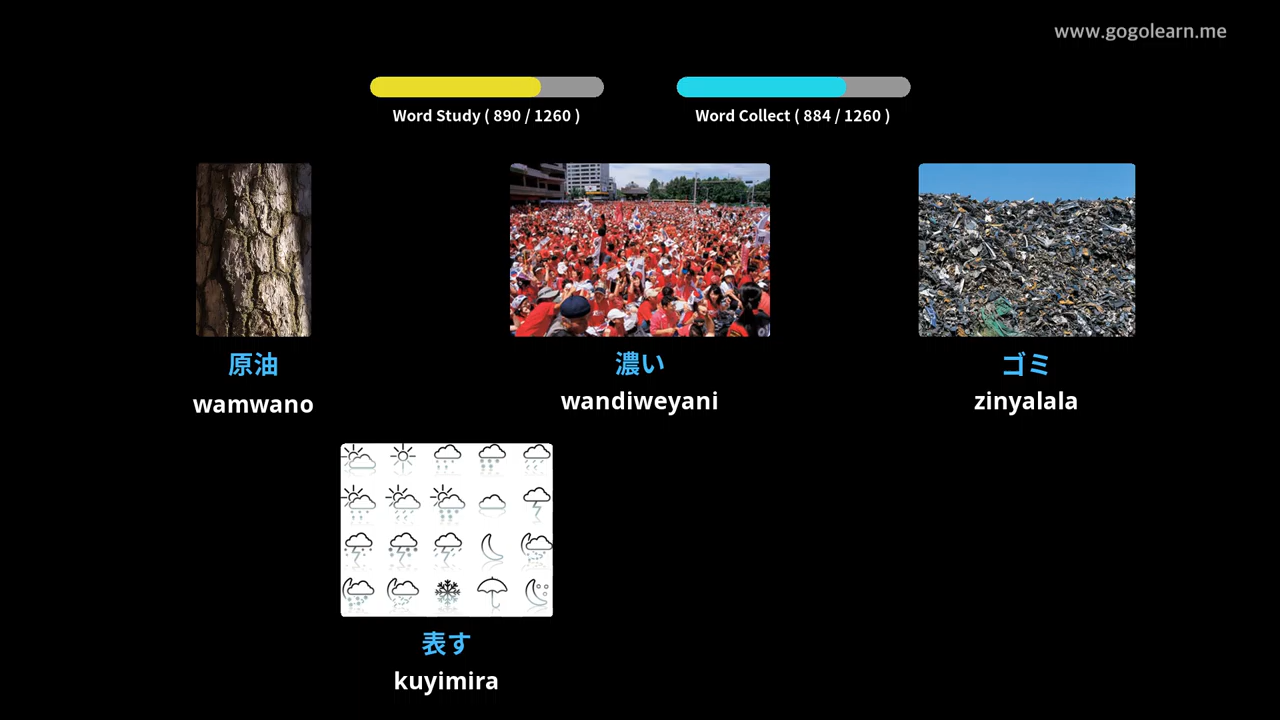 www.gogolearn.me
Word Study ( 890 / 1260 )
Word Collect ( 884 / 1260 )
原油
wamwano
濃い
wandiweyani
ゴミ
zinyalala
表す
kuyimira